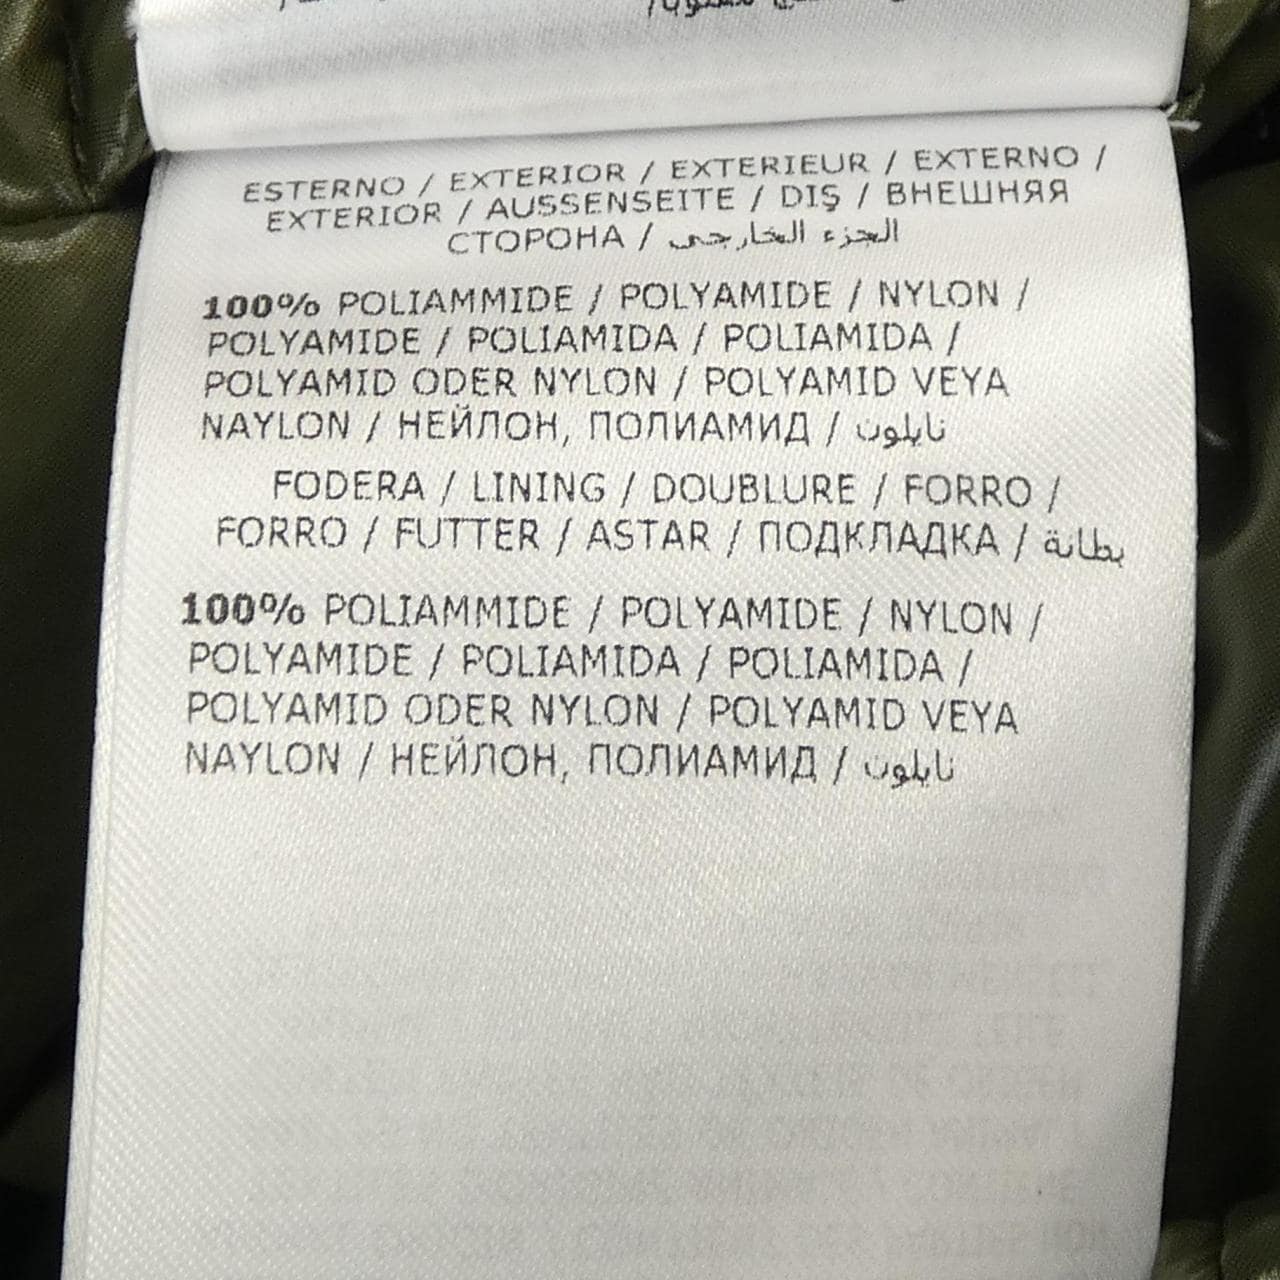 ESTERNO / EXTERIOR / EXTERIEUR / EXTERNO /
EXTERIOR / AUSSENSEITE / DIŞ / ВНЕШНЯЯ
СТОРОНА / الجزء الخارجي
100% POLIAMMIDE / POLYAMIDE / NYLON /
POLYAMIDE / POLIAMIDA / POLIAMIDA /
POLYAMID ODER NYLON / POLYAMID VEYA
NAYLON / НЕЙЛОН, ПОЛИАМИД / نايلون
FODERA / LINING / DOUBLURE / FORRO /
FORRO / FUTTER / ASTAR / ПОДКЛАДКА / بطانة
100% POLIAMMIDE / POLYAMIDE / NYLON /
POLYAMIDE / POLIAMIDA / POLIAMIDA /
POLYAMID ODER NYLON / POLYAMID VEYA
NAYLON / НЕЙЛОН, ПОЛИАМИД / نايلون